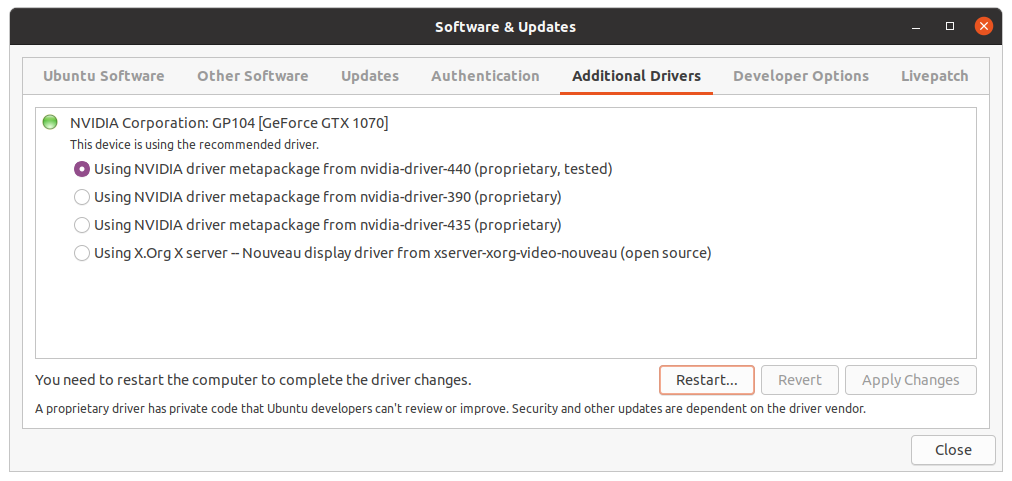 Software & Updates
Ubuntu Software Other Software Updates Authentication Additional Drivers Developer Options Livepatch
NVIDIA Corporation: GP104 [GeForce GTX 1070]
This device is using the recommended driver.
Using NVIDIA driver metapackage from nvidia-driver-440 (proprietary, tested)
Using NVIDIA driver metapackage from nvidia-driver-390 (proprietary)
Using NVIDIA driver metapackage from nvidia-driver-435 (proprietary)
Using X.Org X server -- Nouveau display driver from xserver-xorg-video-nouveau (open source)
You need to restart the computer to complete the driver changes. Restart... Revert Apply Changes
A proprietary driver has private code that Ubuntu developers can't review or improve. Security and other updates are dependent on the driver vendor.
Close